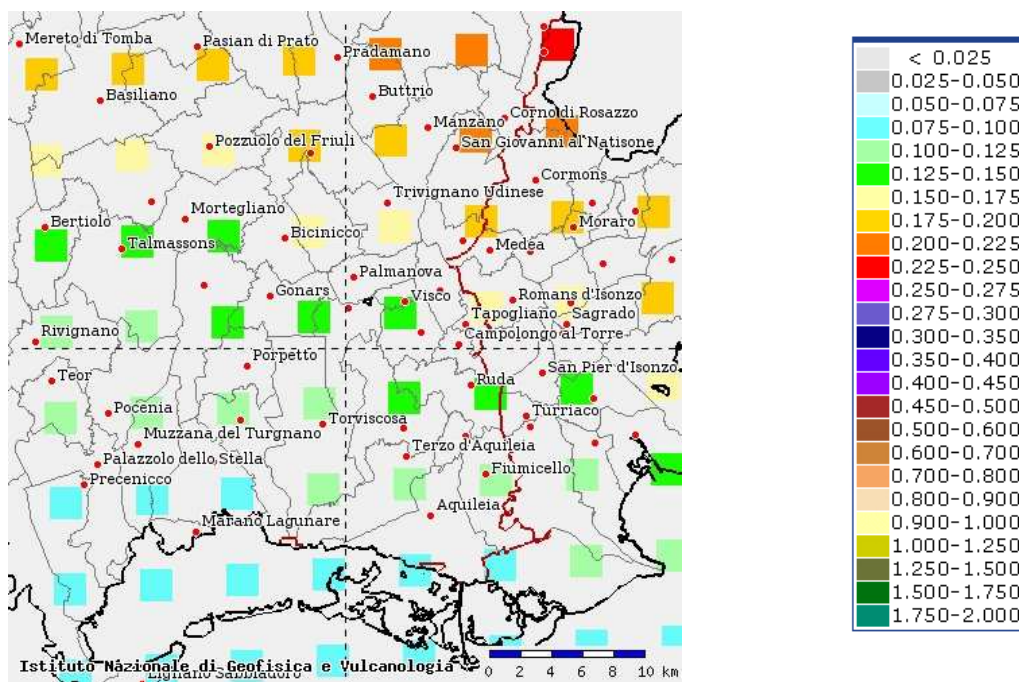 Mereto di Tomba
Pasian di Prato
Pradamano
Basiliano
Buttrio
Manzano
Corno di Rosazzo
Pozzuolo del Friuli
San Giovanni al Natisone
Cormons
Trivignano Udinese
Bertiolo
Mortegliano
Moraro
Talmassons
Bicinicco
Medea
Palmanova
Gonars
Visco
Romans d'Isonzo
Tapogliano
Sagrado
Rivignano
Campolongo al Torre
Porpetto
San Pier d'Isonzo
Teor
Ruda
Pocenia
Torviscosa
Turriaco
Muzzana del Turgnano
Terzo d'Aquileia
Palazzolo dello Stella
Fiumicello
Precenicco
Aquileia
Marano Lagunare
Istituto Nazionale di Geofisica e Vulcanologia
Lignano Sabbiadoro
0 2 4 6 8 10 km
< 0.025
0.025-0.050
0.050-0.075
0.075-0.100
0.100-0.125
0.125-0.150
0.150-0.175
0.175-0.200
0.200-0.225
0.225-0.250
0.250-0.275
0.275-0.300
0.300-0.350
0.350-0.400
0.400-0.450
0.450-0.500
0.500-0.600
0.600-0.700
0.700-0.800
0.800-0.900
0.900-1.000
1.000-1.250
1.250-1.500
1.500-1.750
1.750-2.000